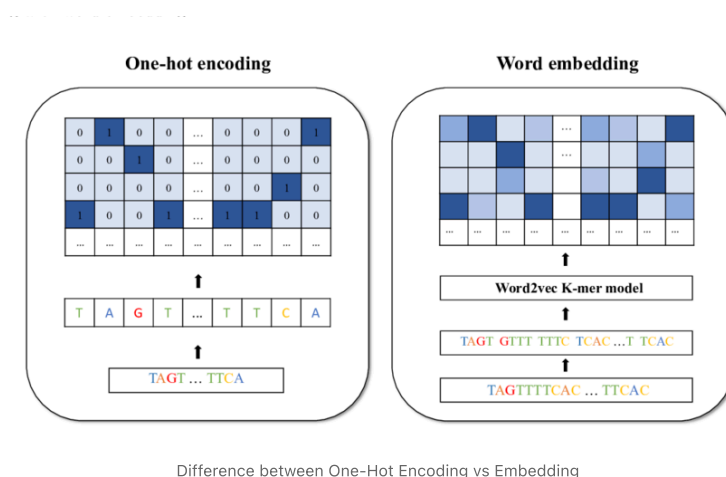 One-hot encoding
0 1 0 0 ... 0 0 0 1
0 0 1 0 ... 0 0 0 0
0 0 0 0 ... 0 0 1 0
1 0 0 1 ... 1 1 0 0
... ... ... ... ... ... ... ... ...
T A G T ... T T C A
TAGT ... TTCA
Word embedding
...
...
... ... ... ... ... ... ... ...
Word2vec K-mer model
TAGT GTTT TTTC TCAC ...T TCAC
TAGTTTTCAC ... TTCAC
Difference between One-Hot Encoding vs Embedding